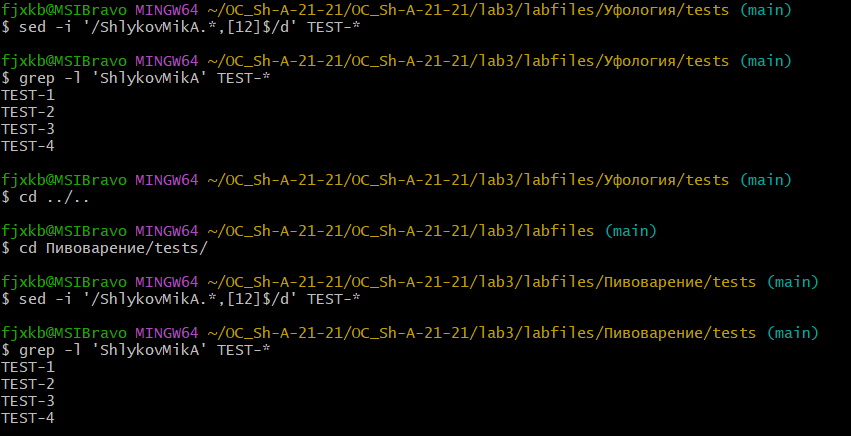 fjxkb@MSIBravo MINGW64 ~/OC_Sh-A-21-21/OC_Sh-A-21-21/lab3/labfiles/Уфология/tests (main)
$ sed -i '/ShlykovMikA.*,[12]$/d' TEST-*
fjxkb@MSIBravo MINGW64 ~/OC_Sh-A-21-21/OC_Sh-A-21-21/lab3/labfiles/Уфология/tests (main)
$ grep -l 'ShlykovMikA' TEST-*
TEST-1
TEST-2
TEST-3
TEST-4
fjxkb@MSIBravo MINGW64 ~/OC_Sh-A-21-21/OC_Sh-A-21-21/lab3/labfiles/Уфология/tests (main)
$ cd ../..
fjxkb@MSIBravo MINGW64 ~/OC_Sh-A-21-21/OC_Sh-A-21-21/lab3/labfiles (main)
$ cd Пивоварение/tests/
fjxkb@MSIBravo MINGW64 ~/OC_Sh-A-21-21/OC_Sh-A-21-21/lab3/labfiles/Пивоварение/tests (main)
$ sed -i '/ShlykovMikA.*,[12]$/d' TEST-*
fjxkb@MSIBravo MINGW64 ~/OC_Sh-A-21-21/OC_Sh-A-21-21/lab3/labfiles/Пивоварение/tests (main)
$ grep -l 'ShlykovMikA' TEST-*
TEST-1
TEST-2
TEST-3
TEST-4